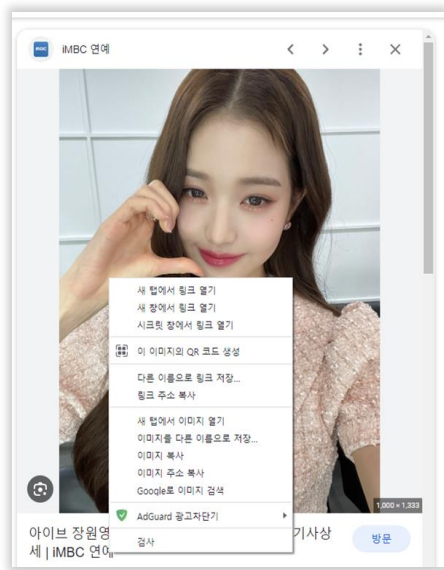 iMBC 연예
새 탭에서 링크 열기
새 창에서 링크 열기
시크릿 창에서 링크 열기
이 이미지의 QR 코드 생성
다른 이름으로 링크 저장...
링크 주소 복사
새 탭에서 이미지 열기
이미지를 다른 이름으로 저장...
이미지 복사
이미지 주소 복사
Google로 이미지 검색
AdGuard 광고차단기
검사
1,000 × 1,333
아이브 장원영
기사상
세 | iMBC 연예
방문